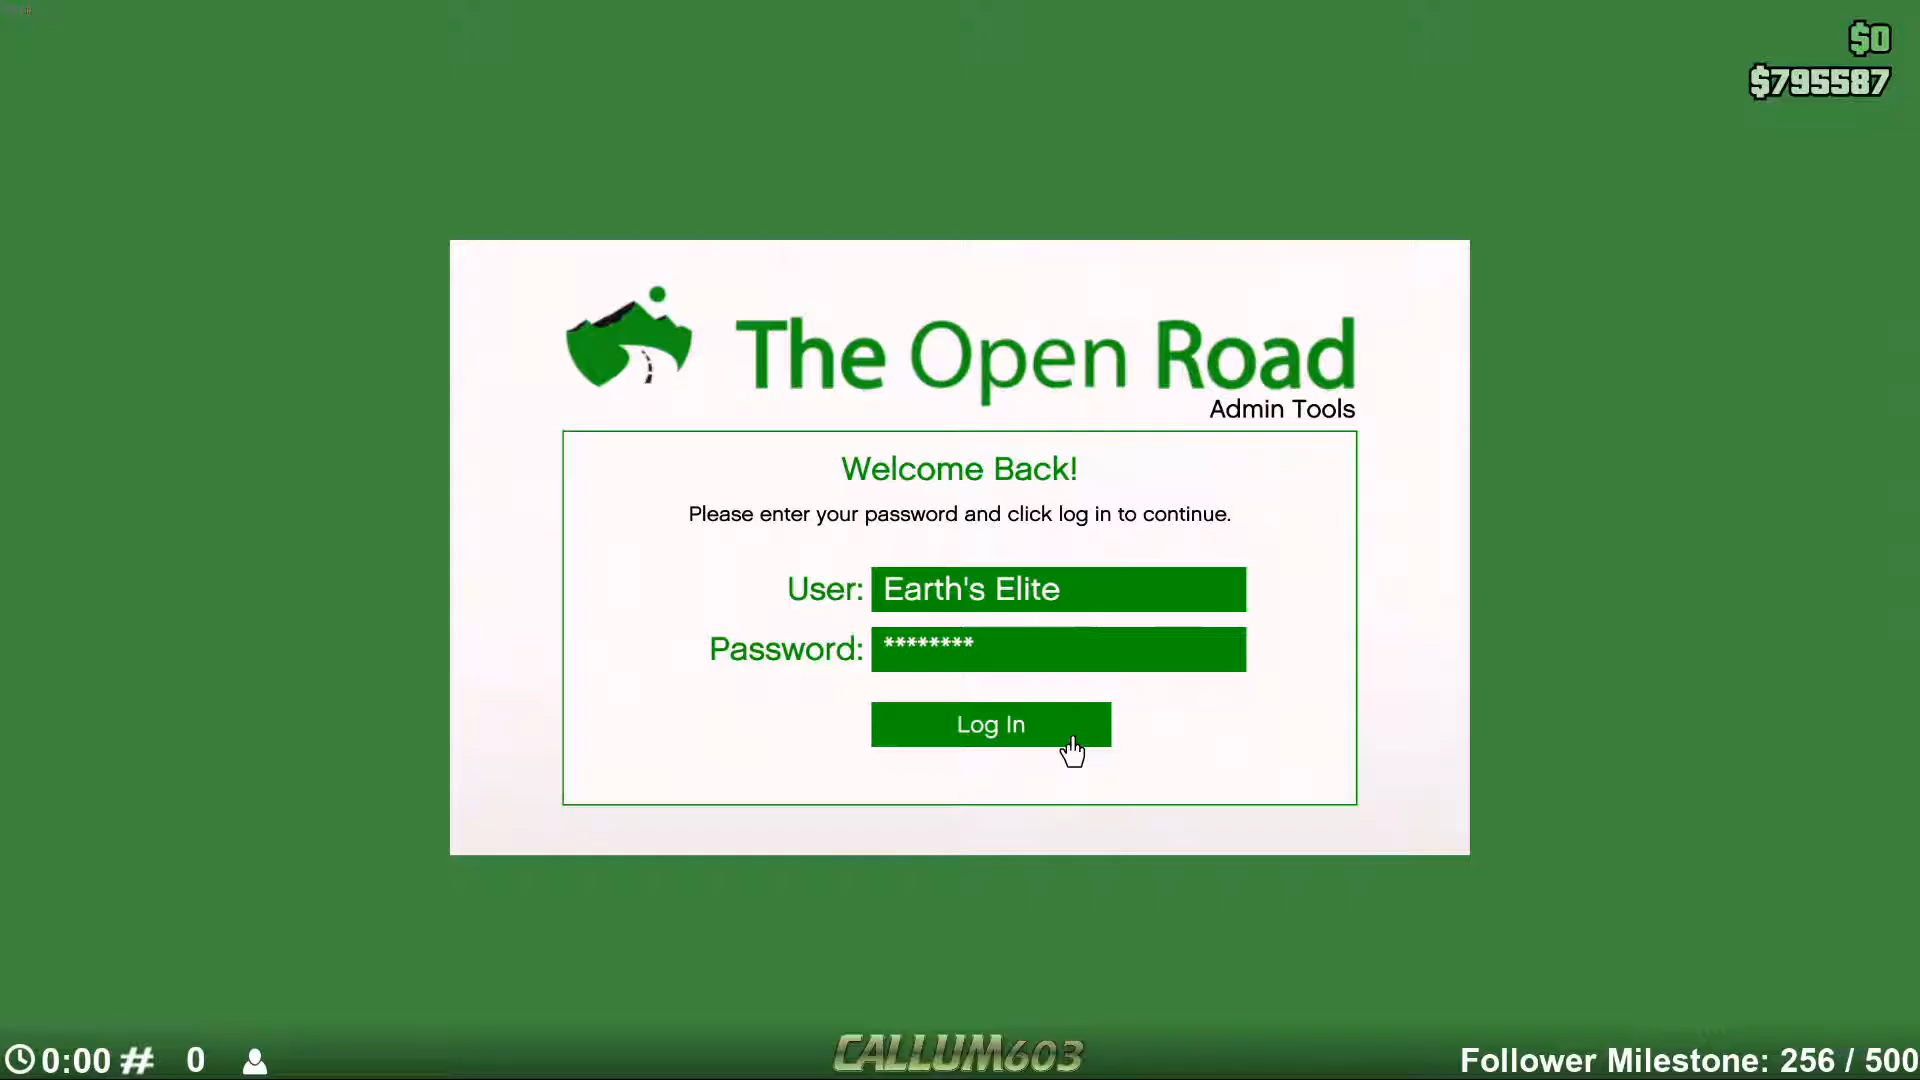 $0
$795587
The Open Road
Admin Tools
Welcome Back!
Please enter your password and click log in to continue.
User: Earth's Elite
Password: ********
Log In
0:00 # 0
CALLUM603
Follower Milestone: 256 / 500